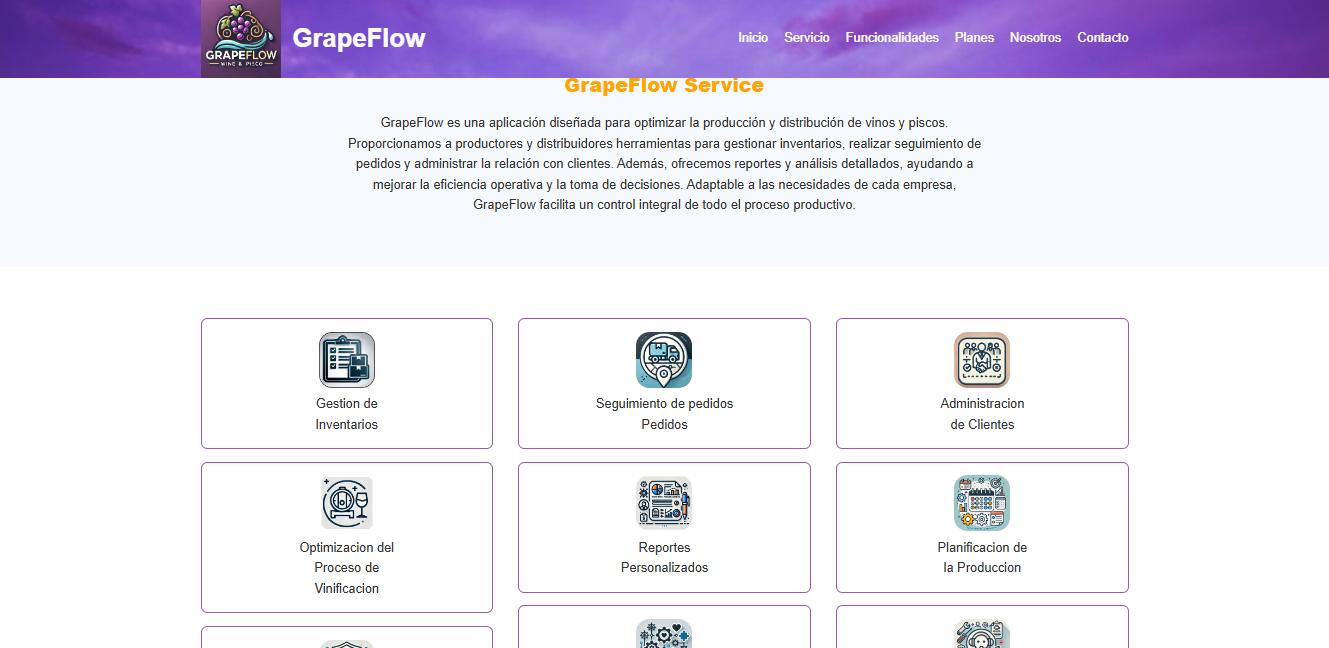 GRAPEFLOW
WINE & PISCO
GrapeFlow
Inicio Servicio Funcionalidades Planes Nosotros Contacto
GrapeFlow Service
GrapeFlow es una aplicación diseñada para optimizar la producción y distribución de vinos y piscos.
Proporcionamos a productores y distribuidores herramientas para gestionar inventarios, realizar seguimiento de
pedidos y administrar la relación con clientes. Además, ofrecemos reportes y análisis detallados, ayudando a
mejorar la eficiencia operativa y la toma de decisiones. Adaptable a las necesidades de cada empresa,
GrapeFlow facilita un control integral de todo el proceso productivo.
Gestion de
Inventarios
Seguimiento de pedidos
Pedidos
Administracion
de Clientes
Optimizacion del
Proceso de
Vinificacion
Reportes
Personalizados
Planificacion de
la Produccion